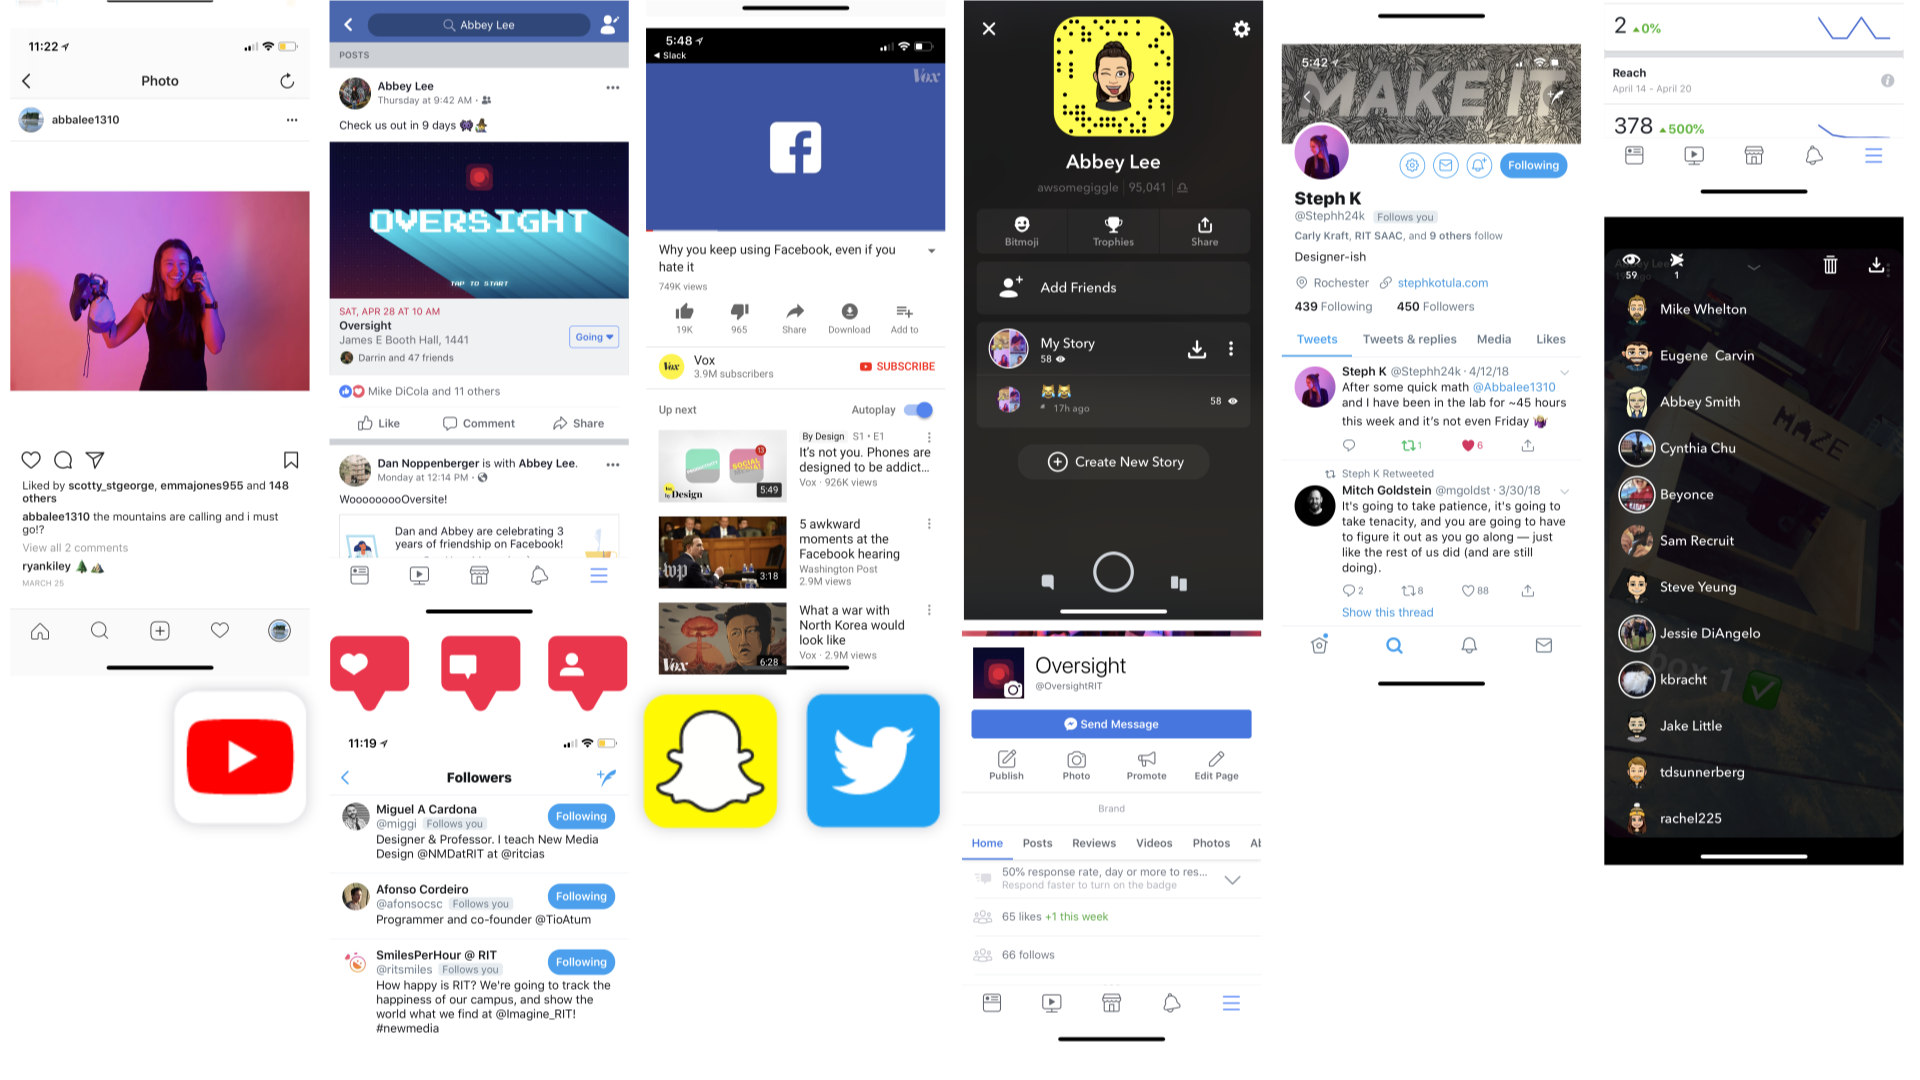 11:22
Photo
abbalee1310
Liked by scotty_stgeorge, emmajones955 and 148
others
abbalee1310 the mountains are calling and i must
go!?
View all 2 comments
ryankiley
MARCH 25
Abbey Lee
POSTS
Abbey Lee
Thursday at 9:42 AM
Check us out in 9 days
OVERSIGHT
TAP TO START
SAT, APR 28 AT 10 AM
Oversight
James E Booth Hall, 1441
Going
Darrin and 47 friends
Mike DiCola and 11 others
Like Comment Share
Dan Noppenberger is with Abbey Lee.
Monday at 12:14 PM
WooooooooOversite!
Dan and Abbey are celebrating 3
years of friendship on Facebook!
11:19
Followers
Miguel A Cardona
@miggi Follows you
Following
Designer & Professor. I teach New Media
Design @NMDatRIT at @ritcias
Afonso Cordeiro
@afonsocsc Follows you
Following
Programmer and co-founder @TioAtum
SmilesPerHour @ RIT
@ritsmiles Follows you
Following
How happy is RIT? We're going to track the
happiness of our campus, and show the
world what we find at @Imagine_RIT!
#newmedia
5:48
Slack
Vox
Why you keep using Facebook, even if you
hate it
749K views
19K 965 Share Download Add to
Vox
Vox
3.9M subscribers
SUBSCRIBE
Up next Autoplay
by Design
5:49
By Design S1 • E1
It's not you. Phones are
designed to be addict...
Vox · 926K views
wp
3:18
5 awkward
moments at the
Facebook hearing
Washington Post
2.9M views
Vox
6:28
What a war with
North Korea would
look like
Vox · 2.9M views
Abbey Lee
awsomegiggle 95,041
Bitmoji Trophies Share
Add Friends
My Story
58
17h ago
58
Create New Story
Oversight
@OversightRIT
Send Message
Publish Photo Promote Edit Page
Brand
Home Posts Reviews Videos Photos Al
50% response rate, day or more to res...
Respond faster to turn on the badge
65 likes +1 this week
66 follows
5:42
MAKE IT
Following
Steph K
@Stephh24k Follows you
Carly Kraft, RIT SAAC, and 9 others follow
Designer-ish
Rochester stephkotula.com
439 Following 450 Followers
Tweets Tweets & replies Media Likes
Steph K @Stephh24k · 4/12/18
After some quick math @Abbalee1310
and I have been in the lab for ~45 hours
this week and it's not even Friday
1 6
Steph K Retweeted
Mitch Goldstein @mgoldst · 3/30/18
It's going to take patience, it's going to
take tenacity, and you are going to have
to figure it out as you go along — just
like the rest of us did (and are still
doing).
2 8 88
Show this thread
2 0%
Reach
April 14 - April 20
378 500%
59 1
Mike Whelton
Eugene Carvin
Abbey Smith
MAZE
Cynthia Chu
Beyonce
Sam Recruit
Steve Yeung
Jessie DiAngelo
kbracht
Jake Little
tdsunnerberg
rachel225